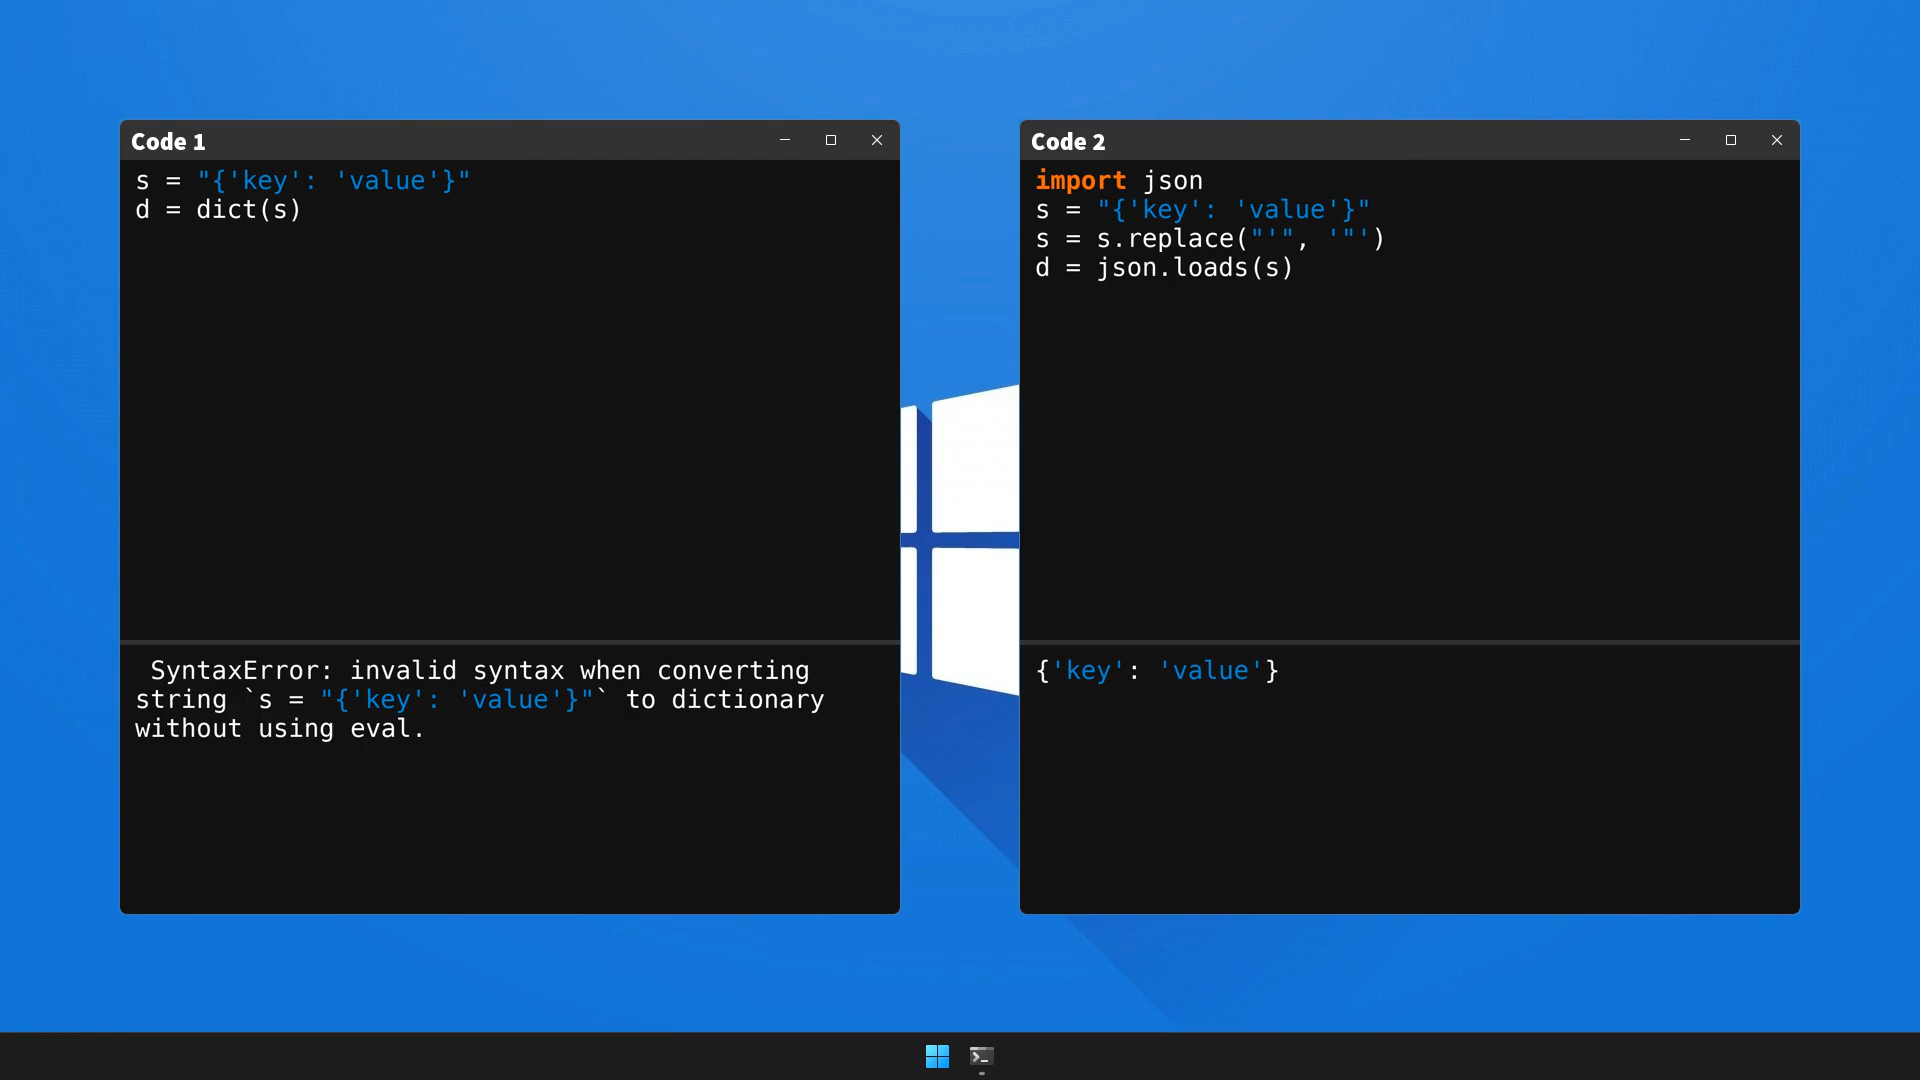 Code 1
s = "{'key': 'value'}"
d = dict(s)
SyntaxError: invalid syntax when converting
string `s = "{'key': 'value'}"` to dictionary
without using eval.
Code 2
import json
s = "{'key': 'value'}"
s = s.replace("'", '"')
d = json.loads(s)
{'key': 'value'}